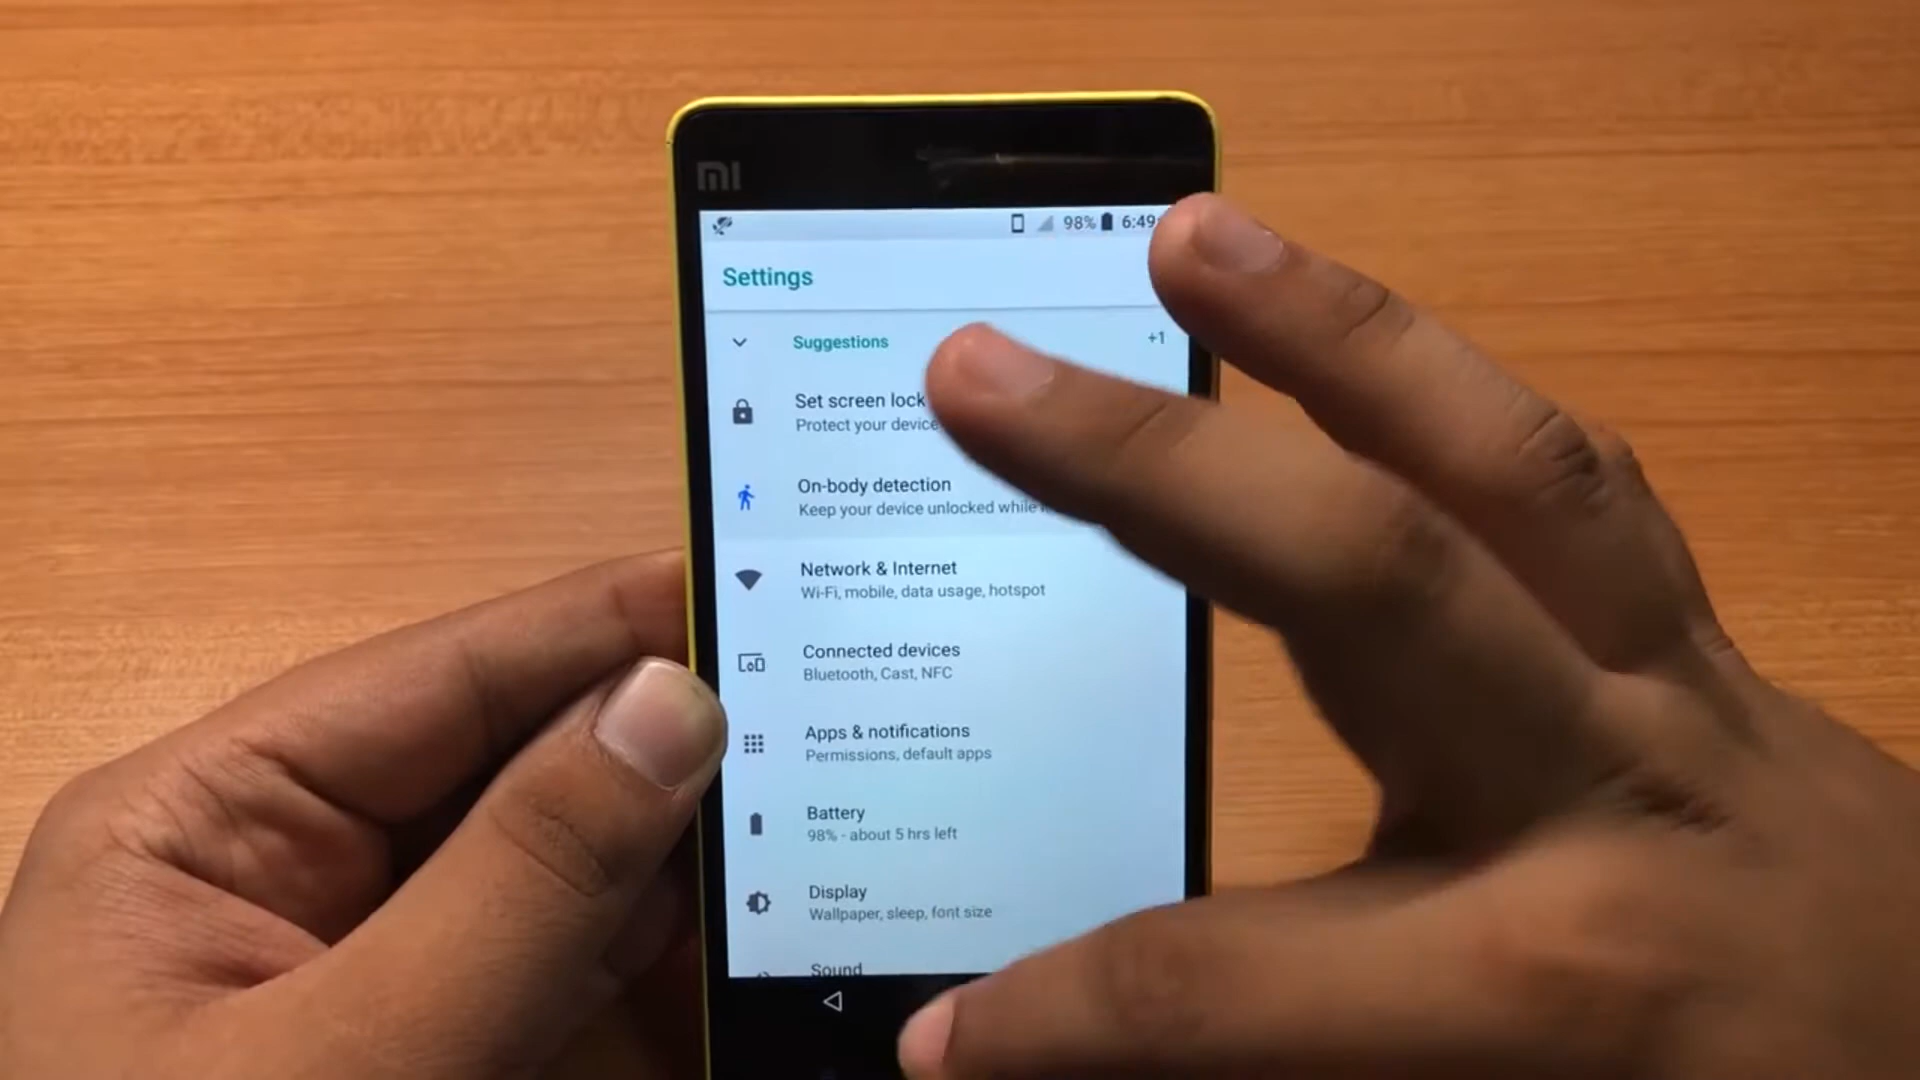 mi
98% 6:49
Settings
Suggestions +1
Set screen lock
Protect your device
On-body detection
Keep your device unlocked while
Network & Internet
Wi-Fi, mobile, data usage, hotspot
Connected devices
Bluetooth, Cast, NFC
Apps & notifications
Permissions, default apps
Battery
98% - about 5 hrs left
Display
Wallpaper, sleep, font size
Sound